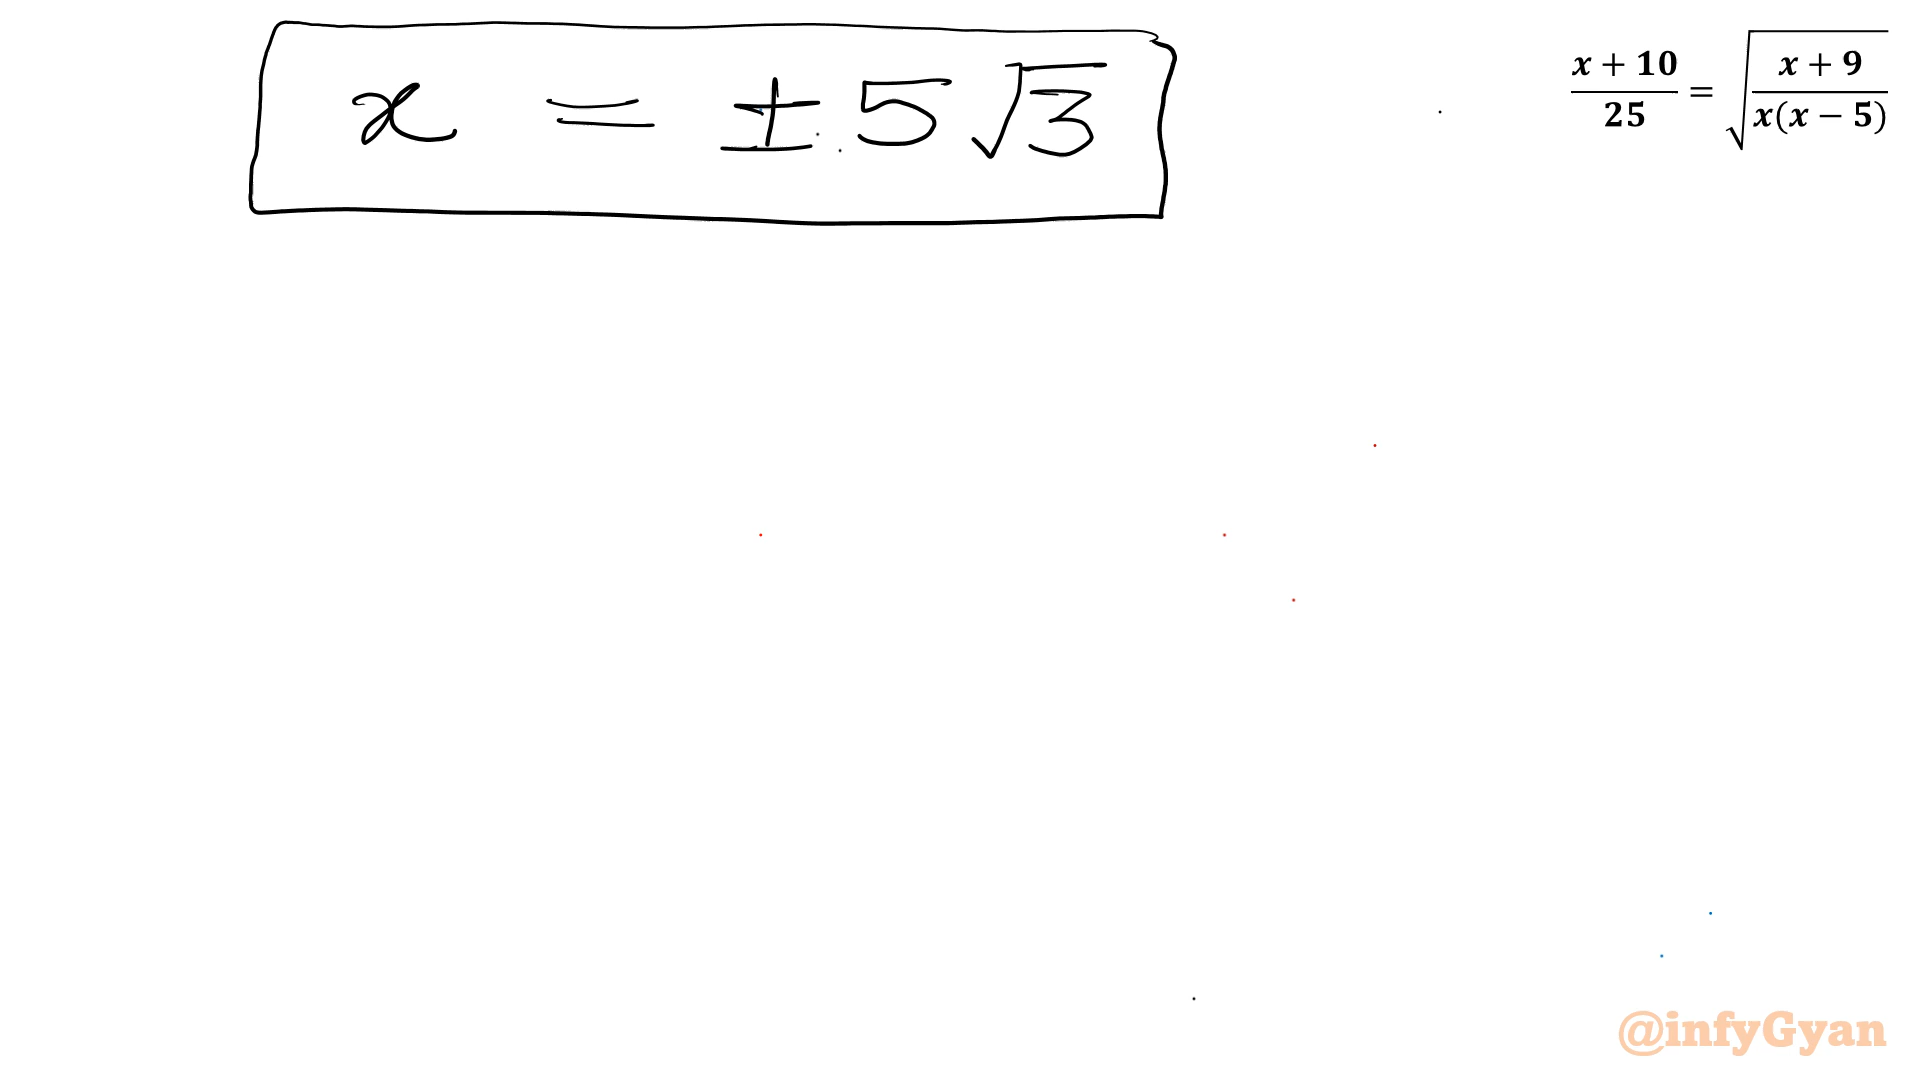 x = ± 5√3
(x + 10)/25 = √((x + 9)/(x(x − 5)))
@infyGyan